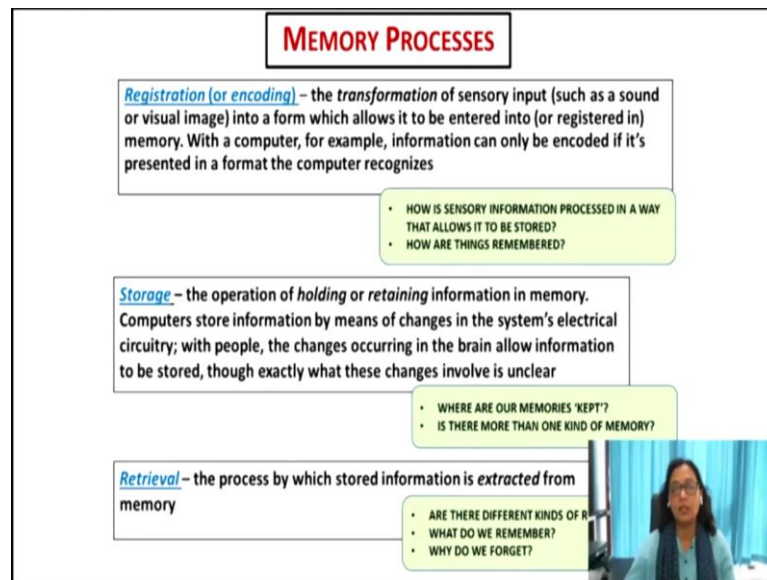 MEMORY PROCESSES
Registration (or encoding) – the transformation of sensory input (such as a sound
or visual image) into a form which allows it to be entered into (or registered in)
memory. With a computer, for example, information can only be encoded if it's
presented in a format the computer recognizes
• HOW IS SENSORY INFORMATION PROCESSED IN A WAY
THAT ALLOWS IT TO BE STORED?
• HOW ARE THINGS REMEMBERED?
Storage – the operation of holding or retaining information in memory.
Computers store information by means of changes in the system's electrical
circuitry; with people, the changes occurring in the brain allow information
to be stored, though exactly what these changes involve is unclear
• WHERE ARE OUR MEMORIES 'KEPT'?
• IS THERE MORE THAN ONE KIND OF MEMORY?
Retrieval – the process by which stored information is extracted from
memory
• ARE THERE DIFFERENT KINDS OF
• WHAT DO WE REMEMBER?
• WHY DO WE FORGET?